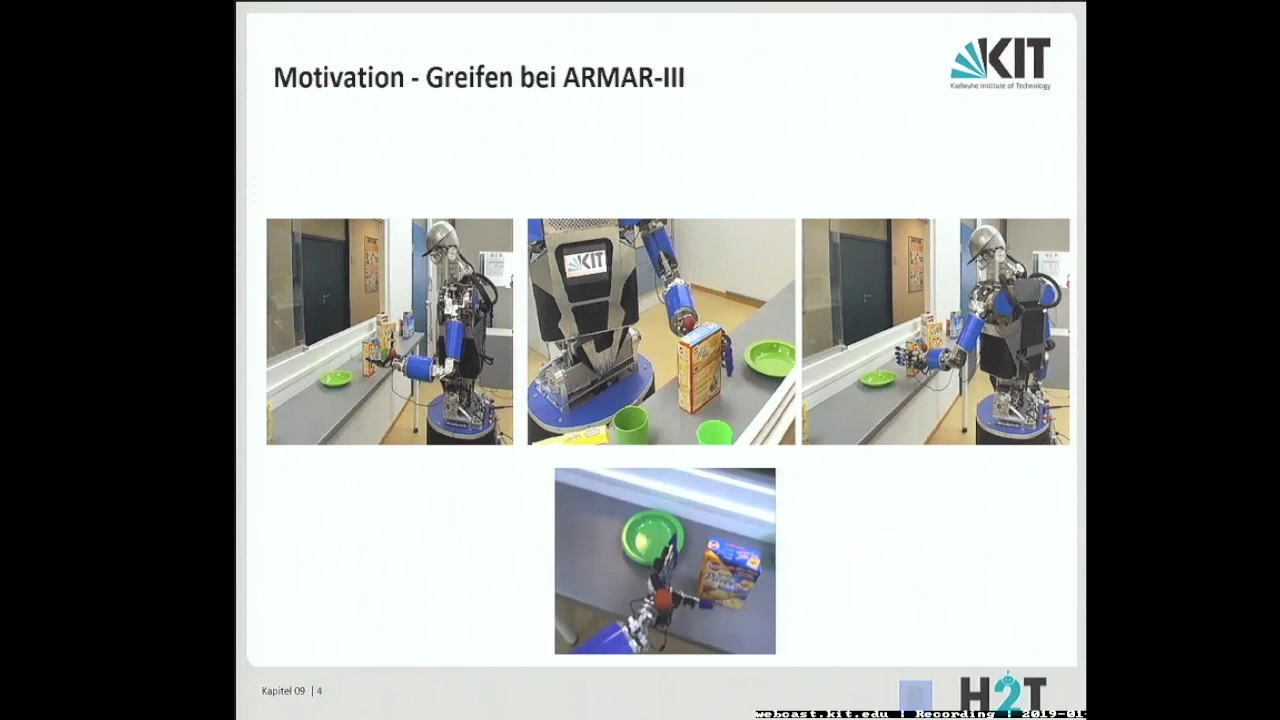 Motivation - Greifen bei ARMAR-III
KIT
Karlsruhe Institute of Technology
KIT
Kapitel 09 | 4
H2T
webcast.kit.edu | Recording | 2019-01